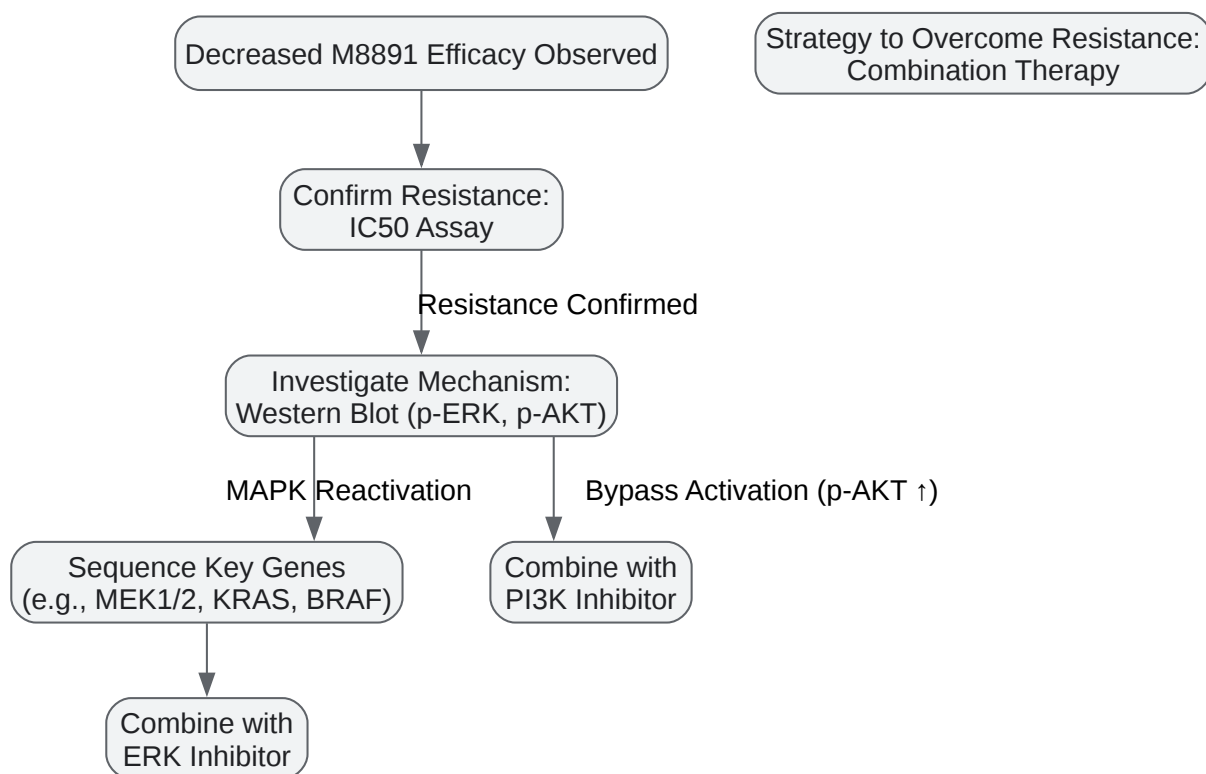 Decreased M8891 Efficacy Observed
Strategy to Overcome Resistance:
Combination Therapy
Confirm Resistance:
IC50 Assay
Resistance Confirmed
Investigate Mechanism:
Western Blot (p-ERK, p-AKT)
MAPK Reactivation
Bypass Activation (p-AKT ↑)
Sequence Key Genes
(e.g., MEK1/2, KRAS, BRAF)
Combine with
PI3K Inhibitor
Combine with
ERK Inhibitor